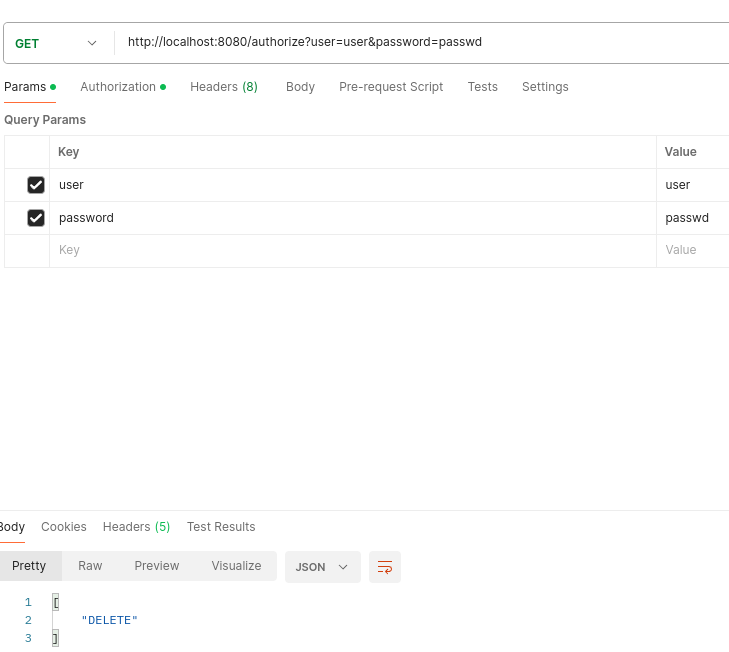 GET http://localhost:8080/authorize?user=user&password=passwd
Params Authorization Headers (8) Body Pre-request Script Tests Settings
Query Params
Key Value
user user
password passwd
Key Value
Body Cookies Headers (5) Test Results
Pretty Raw Preview Visualize JSON
1 [
2 "DELETE"
3 ]